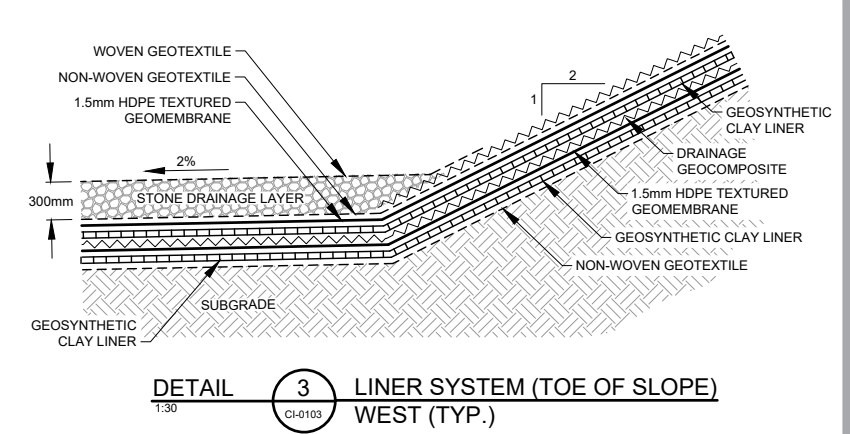 WOVEN GEOTEXTILE
NON-WOVEN GEOTEXTILE
1.5mm HDPE TEXTURED
GEOMEMBRANE
2%
300mm
STONE DRAINAGE LAYER
SUBGRADE
GEOSYNTHETIC
CLAY LINER
2
1
GEOSYNTHETIC
CLAY LINER
DRAINAGE
GEOCOMPOSITE
1.5mm HDPE TEXTURED
GEOMEMBRANE
GEOSYNTHETIC CLAY LINER
NON-WOVEN GEOTEXTILE
DETAIL
1:30
3
CI-0103
LINER SYSTEM (TOE OF SLOPE)
WEST (TYP.)